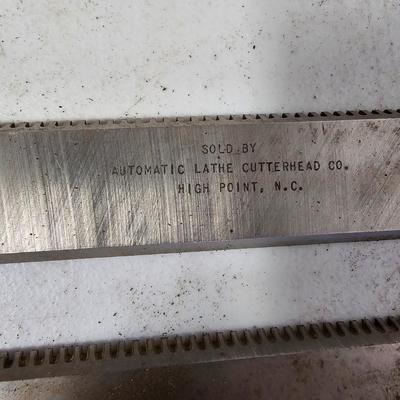 SOLD BY
AUTOMATIC LATHE CUTTERHEAD CO.
HIGH POINT, N.C.